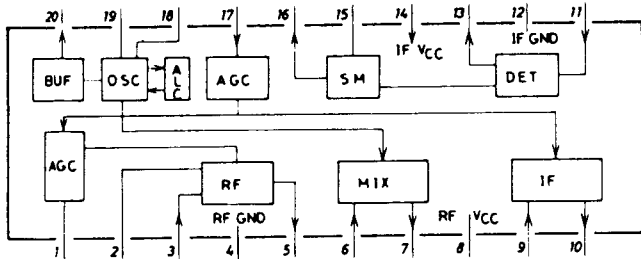 20 19 18 17 16 15 14 13 12 11
IF VCC IF GND
BUF OSC ALC AGC SM DET
AGC RF MIX IF
RF GND RF VCC
1 2 3 4 5 6 7 8 9 10